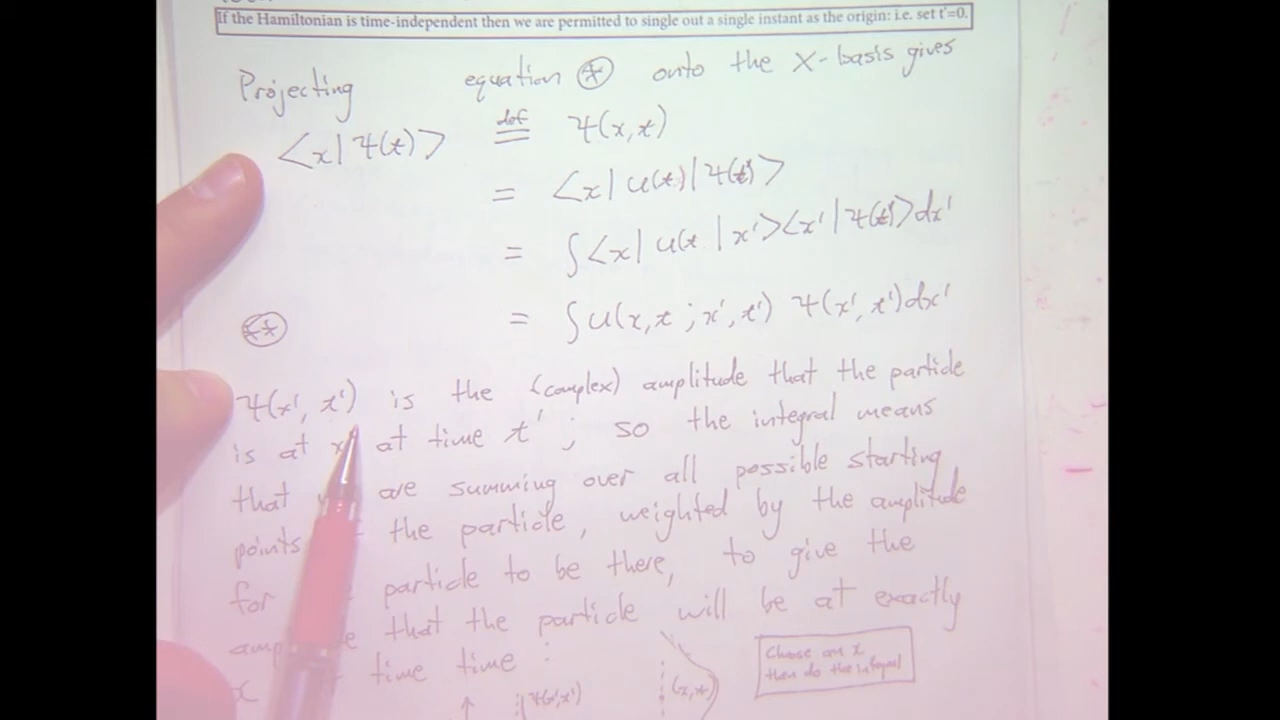 If the Hamiltonian is time-independent then we are permitted to single out a single instant as the origin: i.e. set t'=0.
Projecting equation (*) onto the X-basis gives
<x|Ψ(t)> ≝ Ψ(x,t)
= <x|U(t)|Ψ(t')>
= ∫<x|U(t|x'><x'|Ψ(t')>dx'
= ∫U(x,t;x',t') Ψ(x',t')dx'
(**)
Ψ(x',t') is the (complex) amplitude that the particle
is at x' at time t'; so the integral means
that are summing over all possible starting
points the particle, weighted by the amplitude
for particle to be there, to give the
that the particle will be at exactly
x time time:
Ψ(x',t')
(x,t)
Choose an x
then do the integral